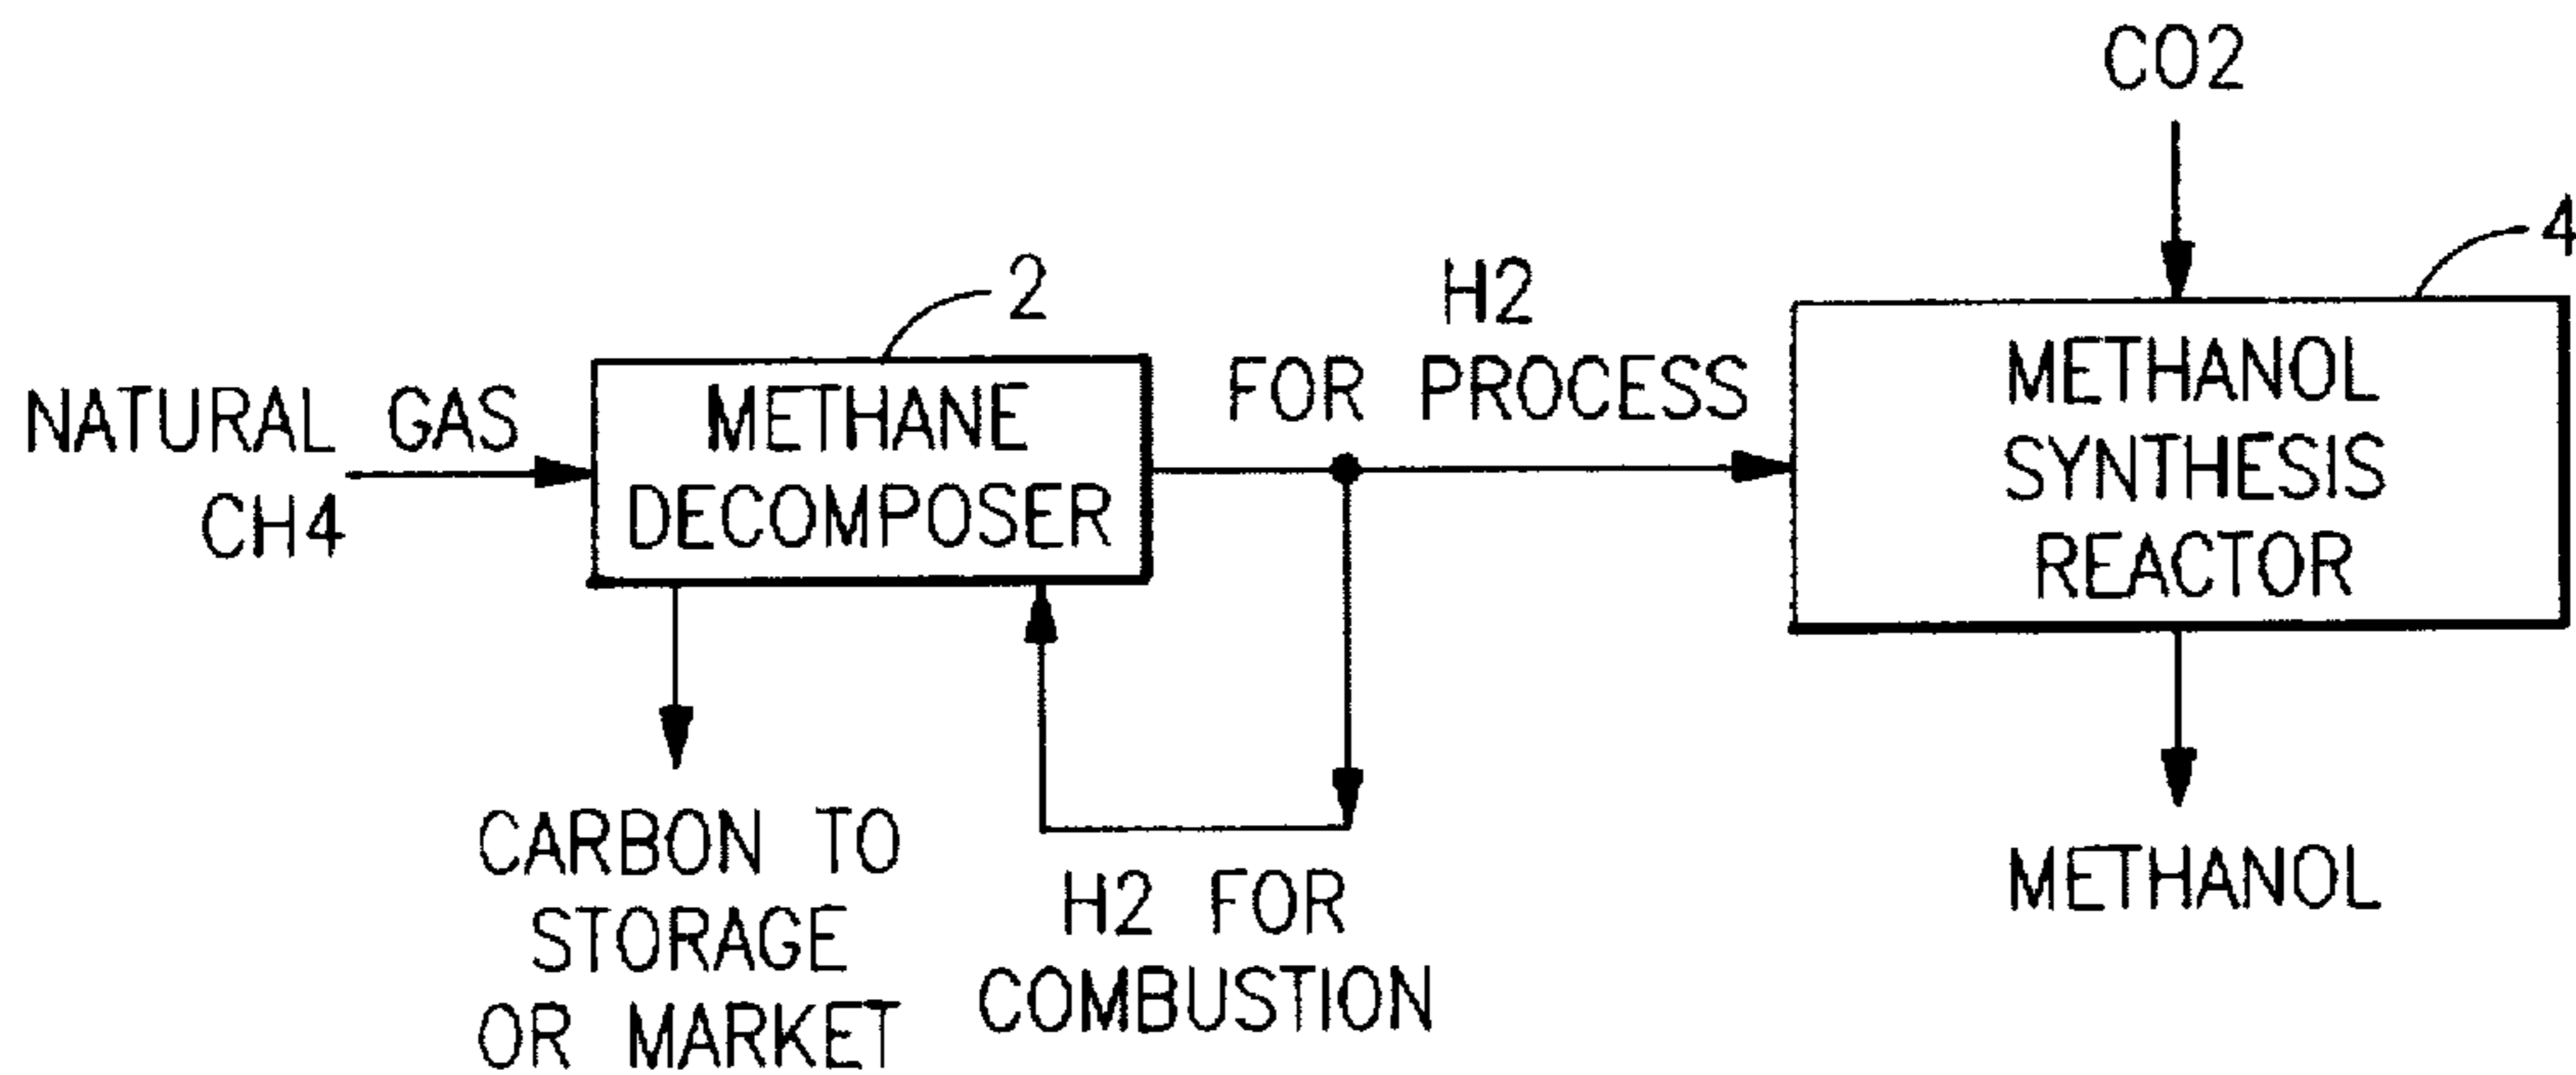 CO2
4
2
H2
FOR PROCESS
NATURAL GAS
CH4
METHANE
DECOMPOSER
METHANOL
SYNTHESIS
REACTOR
CARBON TO
STORAGE
OR MARKET
H2 FOR
COMBUSTION
METHANOL